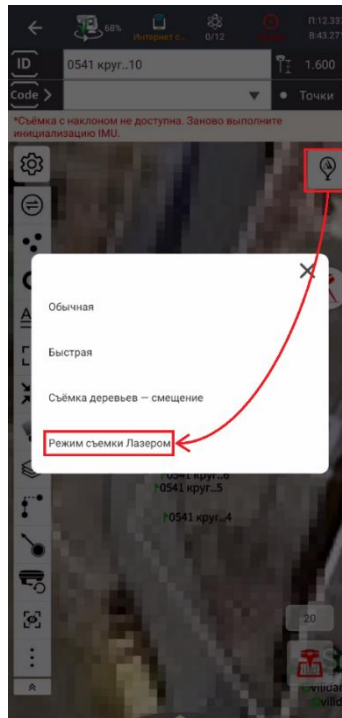 68%
Интернет с...
0/12
П:12.33
В:43.27
ID
0541 круг..10
1.600
Code >
Точки
*Съёмка с наклоном не доступна. Заново выполните
инициализацию IMU.
Обычная
Быстрая
Съёмка деревьев — смещение
Режим съемки Лазером
0541 круг..6
0541 круг..5
0541 круг..4
20